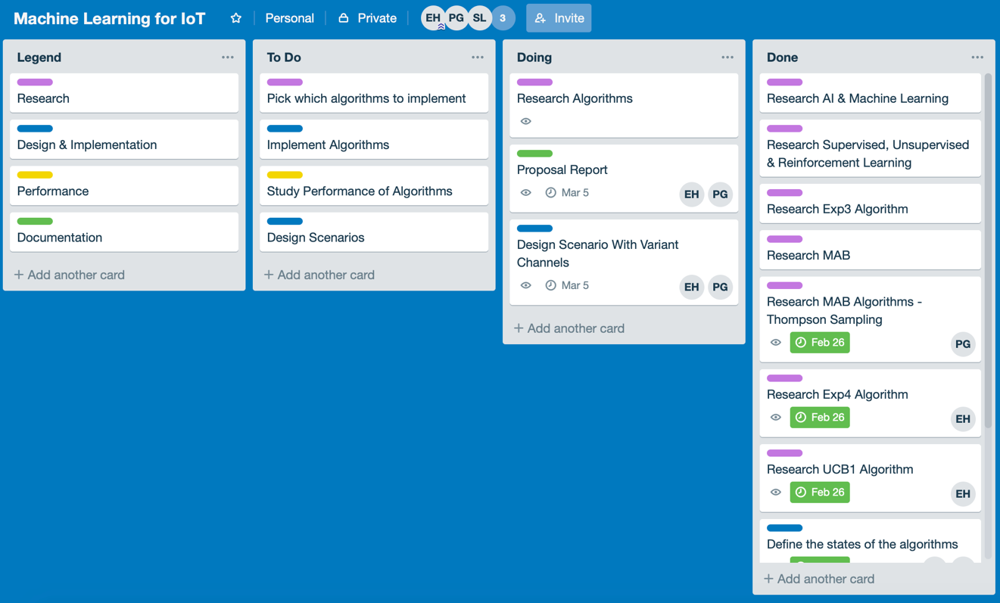 Machine Learning for IoT
Personal
Private
EH PG SL 3
Invite
Legend
Research
Design & Implementation
Performance
Documentation
+ Add another card
To Do
Pick which algorithms to implement
Implement Algorithms
Study Performance of Algorithms
Design Scenarios
+ Add another card
Doing
Research Algorithms
Proposal Report
Mar 5 EH PG
Design Scenario With Variant
Channels
Mar 5 EH PG
+ Add another card
Done
Research AI & Machine Learning
Research Supervised, Unsupervised
& Reinforcement Learning
Research Exp3 Algorithm
Research MAB
Research MAB Algorithms -
Thompson Sampling
Feb 26 PG
Research Exp4 Algorithm
Feb 26 EH
Research UCB1 Algorithm
Feb 26 EH
Define the states of the algorithms
+ Add another card